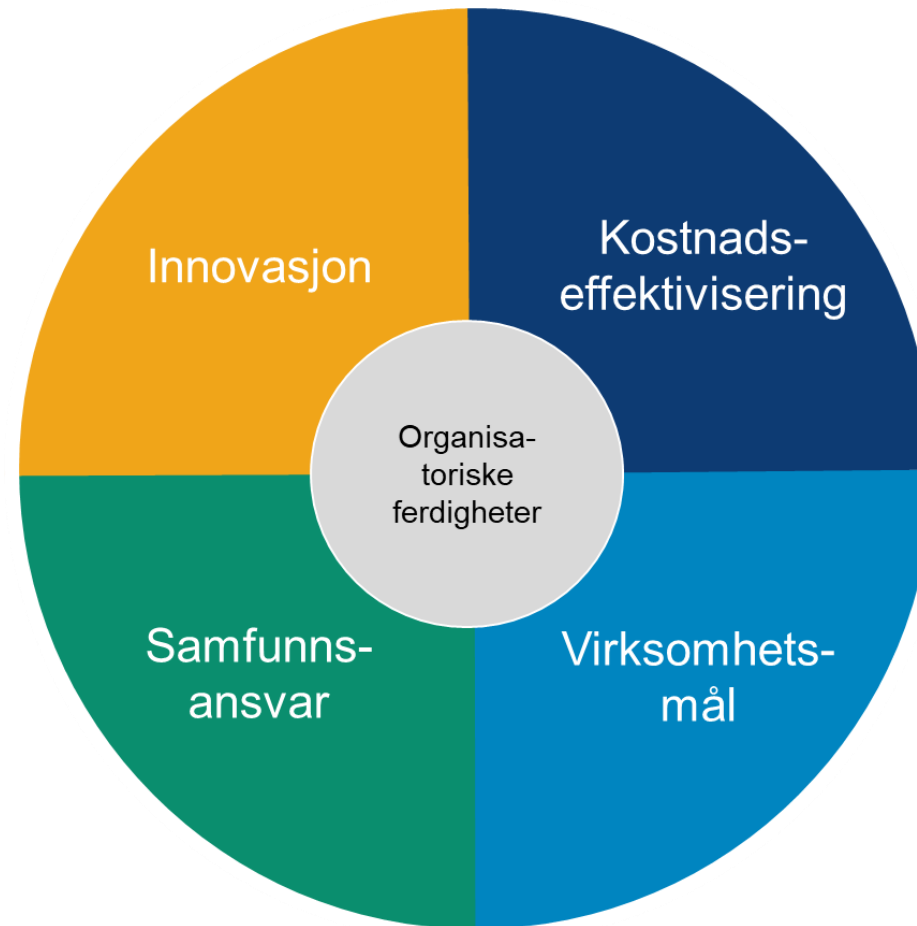 Innovasjon
Kostnads-
effektivisering
Organisa-
toriske
ferdigheter
Samfunns-
ansvar
Virksomhets-
mål